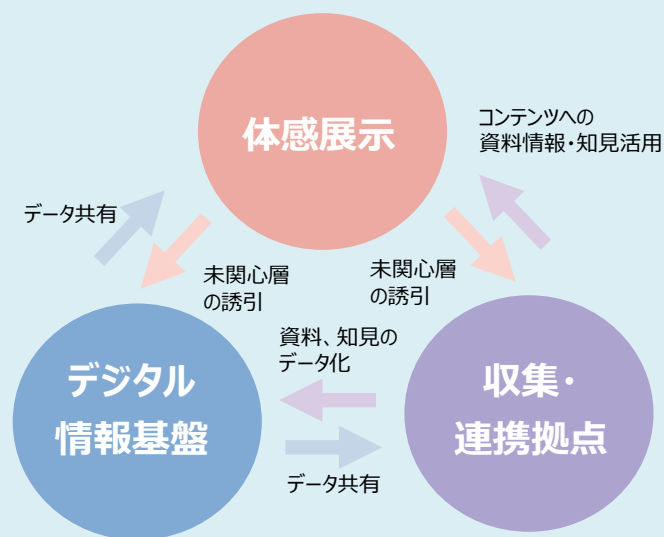 体感展示
コンテンツへの
資料情報・知見活用
データ共有
未関心層
の誘引
未関心層
の誘引
資料、知見の
データ化
デジタル
情報基盤
収集・
連携拠点
データ共有